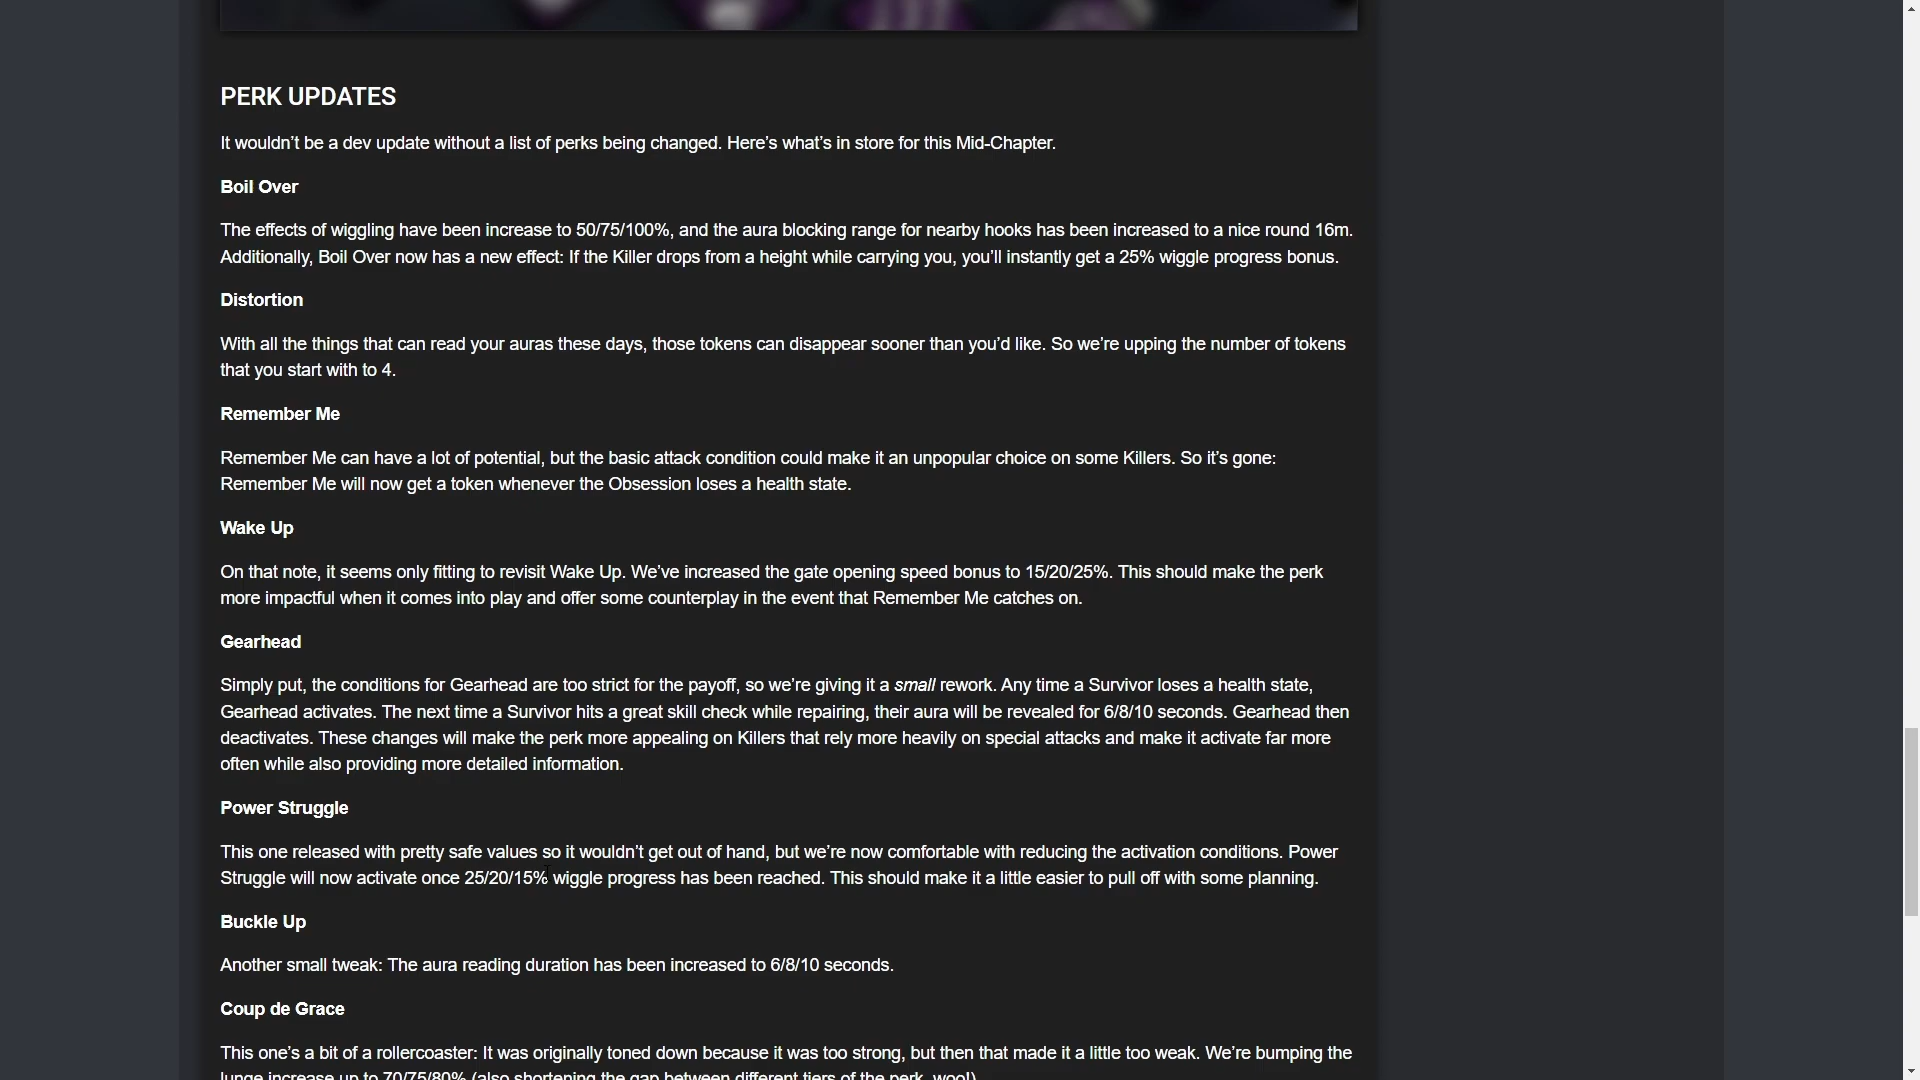 PERK UPDATES
It wouldn’t be a dev update without a list of perks being changed. Here’s what’s in store for this Mid-Chapter.
Boil Over
The effects of wiggling have been increase to 50/75/100%, and the aura blocking range for nearby hooks has been increased to a nice round 16m.
Additionally, Boil Over now has a new effect: If the Killer drops from a height while carrying you, you’ll instantly get a 25% wiggle progress bonus.
Distortion
With all the things that can read your auras these days, those tokens can disappear sooner than you’d like. So we’re upping the number of tokens
that you start with to 4.
Remember Me
Remember Me can have a lot of potential, but the basic attack condition could make it an unpopular choice on some Killers. So it’s gone:
Remember Me will now get a token whenever the Obsession loses a health state.
Wake Up
On that note, it seems only fitting to revisit Wake Up. We’ve increased the gate opening speed bonus to 15/20/25%. This should make the perk
more impactful when it comes into play and offer some counterplay in the event that Remember Me catches on.
Gearhead
Simply put, the conditions for Gearhead are too strict for the payoff, so we’re giving it a small rework. Any time a Survivor loses a health state,
Gearhead activates. The next time a Survivor hits a great skill check while repairing, their aura will be revealed for 6/8/10 seconds. Gearhead then
deactivates. These changes will make the perk more appealing on Killers that rely more heavily on special attacks and make it activate far more
often while also providing more detailed information.
Power Struggle
This one released with pretty safe values so it wouldn’t get out of hand, but we’re now comfortable with reducing the activation conditions. Power
Struggle will now activate once 25/20/15% wiggle progress has been reached. This should make it a little easier to pull off with some planning.
Buckle Up
Another small tweak: The aura reading duration has been increased to 6/8/10 seconds.
Coup de Grace
This one’s a bit of a rollercoaster: It was originally toned down because it was too strong, but then that made it a little too weak. We’re bumping the
lunge increase up to 70/75/80% (also shortening the gap between different tiers of the perk, woo!)